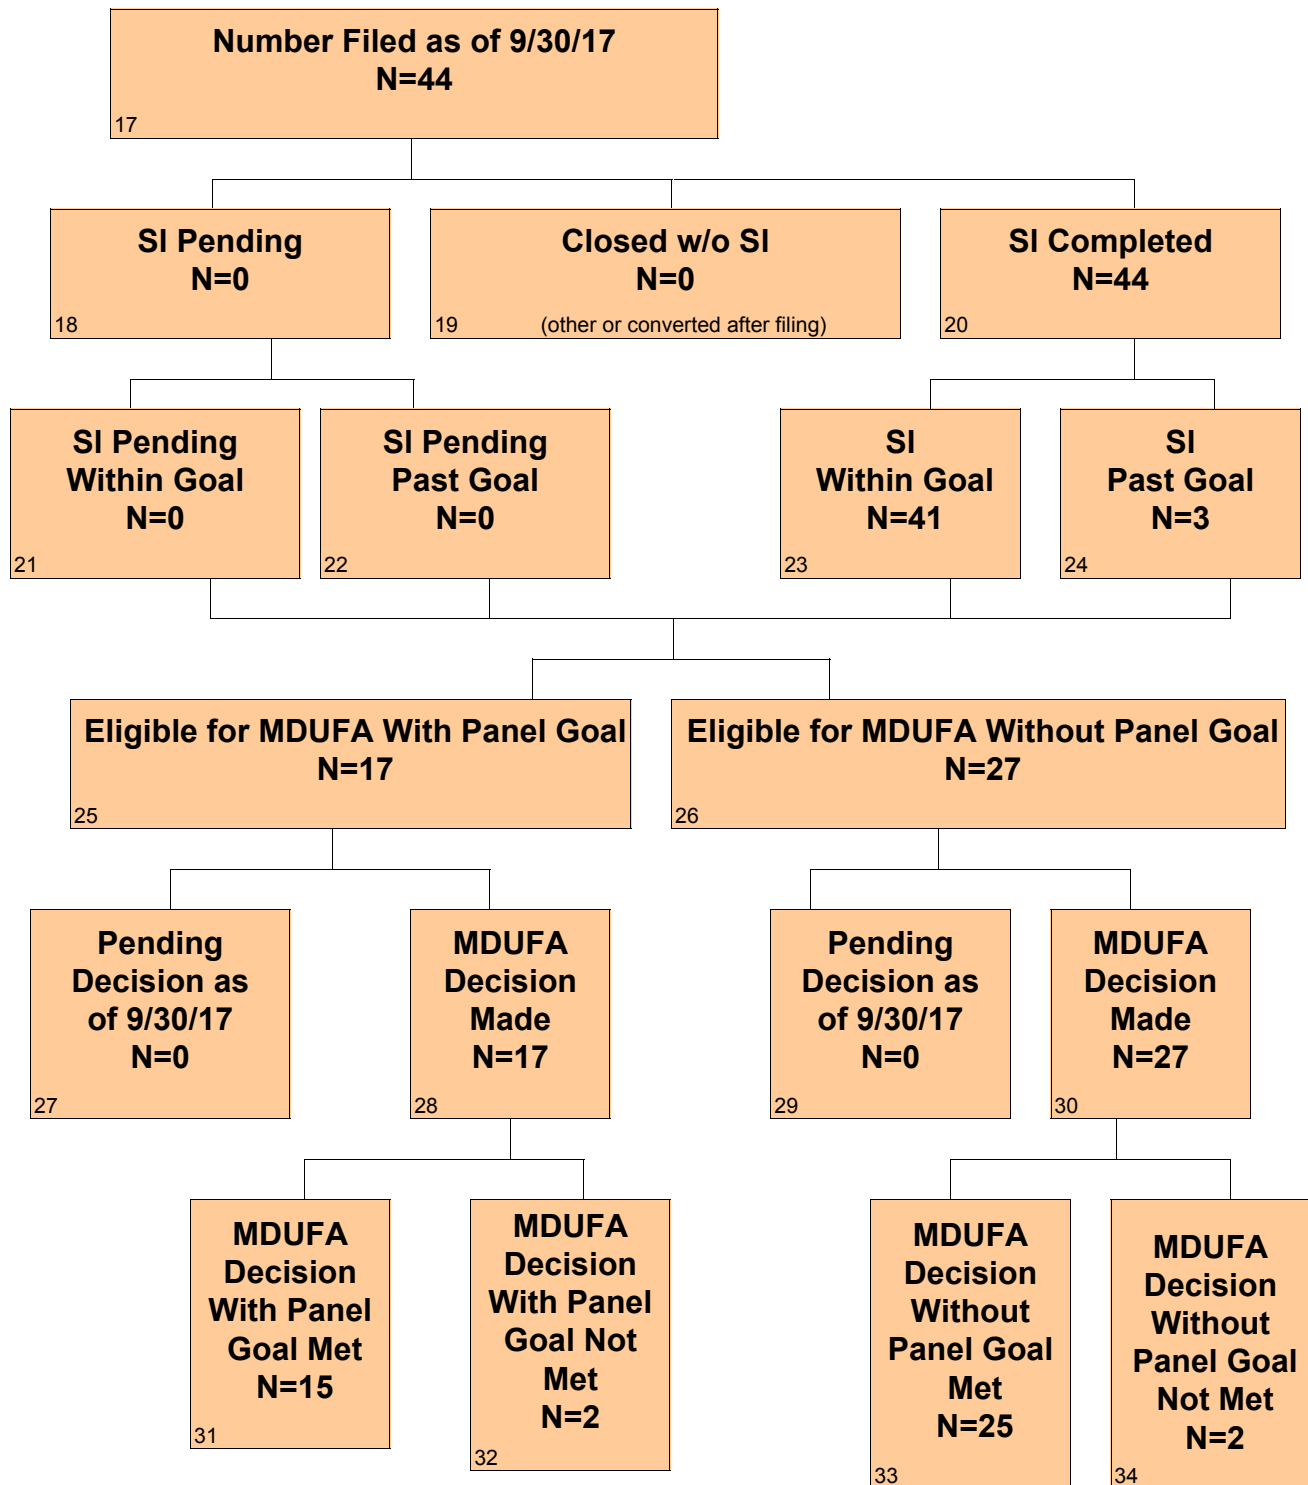 Number Filed as of 9/30/17
N=44
17
SI Pending
N=0
18
Closed w/o SI
N=0
(other or converted after filing)
19
SI Completed
N=44
20
SI Pending
Within Goal
N=0
21
SI Pending
Past Goal
N=0
22
SI
Within Goal
N=41
23
SI
Past Goal
N=3
24
Eligible for MDUFA With Panel Goal
N=17
25
Eligible for MDUFA Without Panel Goal
N=27
26
Pending
Decision as
of 9/30/17
N=0
27
MDUFA
Decision
Made
N=17
28
Pending
Decision as
of 9/30/17
N=0
29
MDUFA
Decision
Made
N=27
30
MDUFA
Decision
With Panel
Goal Met
N=15
31
MDUFA
Decision
With Panel
Goal Not
Met
N=2
32
MDUFA
Decision
Without
Panel Goal
Met
N=25
33
MDUFA
Decision
Without
Panel Goal
Not Met
N=2
34